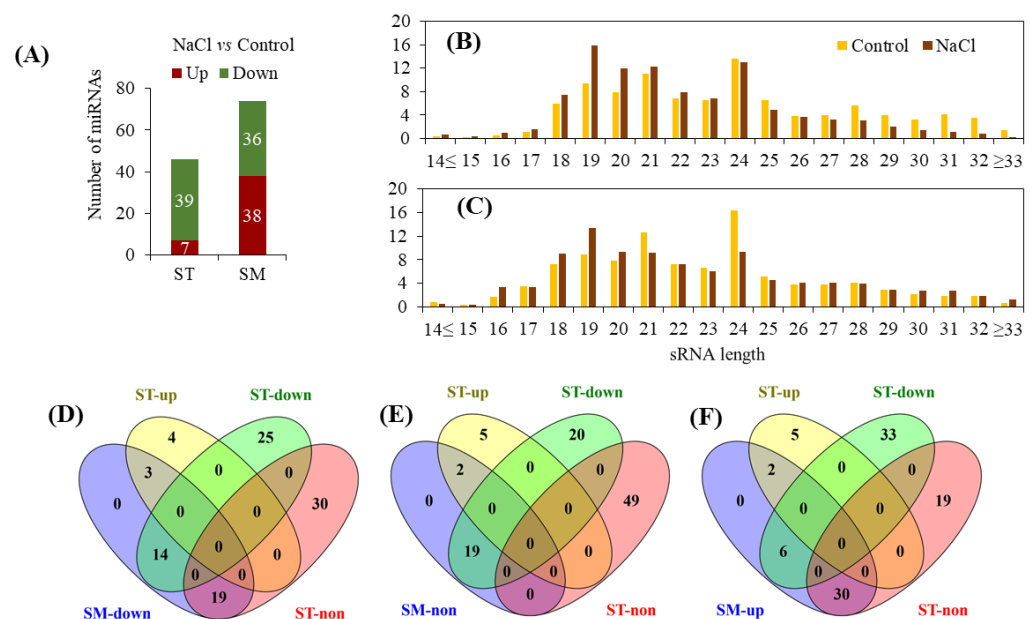 (A)
NaCl vs Control
Up Down
Number of miRNAs
80
60
40
20
0
39
7
36
38
ST SM
(B)
Control NaCl
20
16
12
8
4
0
14≤ 15 16 17 18 19 20 21 22 23 24 25 26 27 28 29 30 31 32 ≥33
(C)
20
16
12
8
4
0
14≤ 15 16 17 18 19 20 21 22 23 24 25 26 27 28 29 30 31 32 ≥33
sRNA length
(D)
ST-up ST-down
4 25
3 0 0
0 0 0 30
14 0 0
0 0
19
SM-down ST-non
(E)
ST-up ST-down
5 20
2 0 0
0 0 0 49
19 0 0
0 0
0
SM-non ST-non
(F)
ST-up ST-down
5 33
2 0 0
0 0 0 19
6 0 0
0 0
30
SM-up ST-non